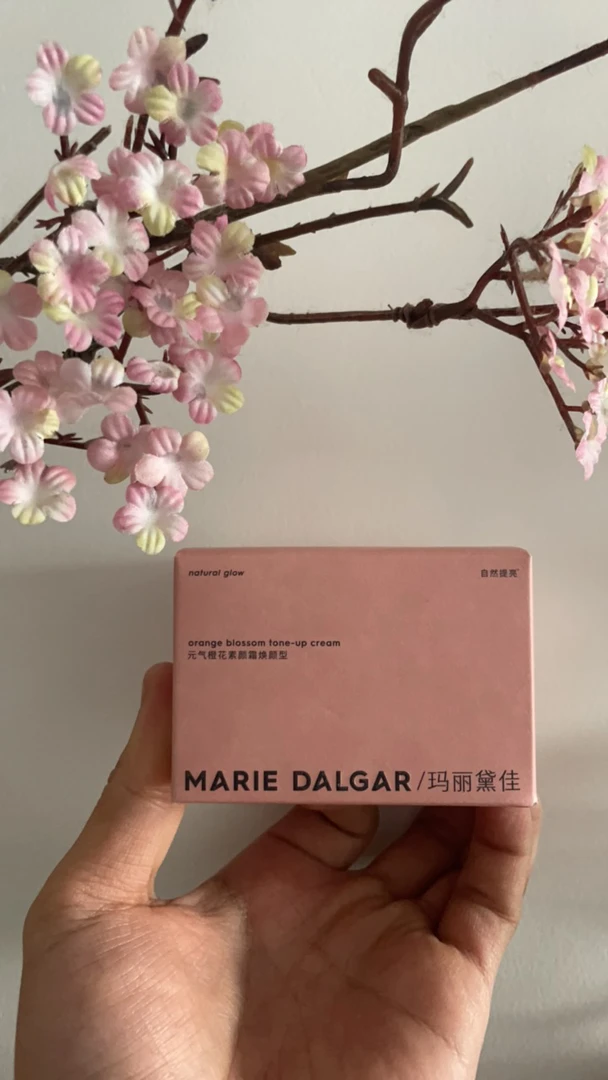 natural glow
自然提亮*
orange blossom tone-up cream
元气橙花素颜霜焕颜型
MARIE DALGAR/玛丽黛佳